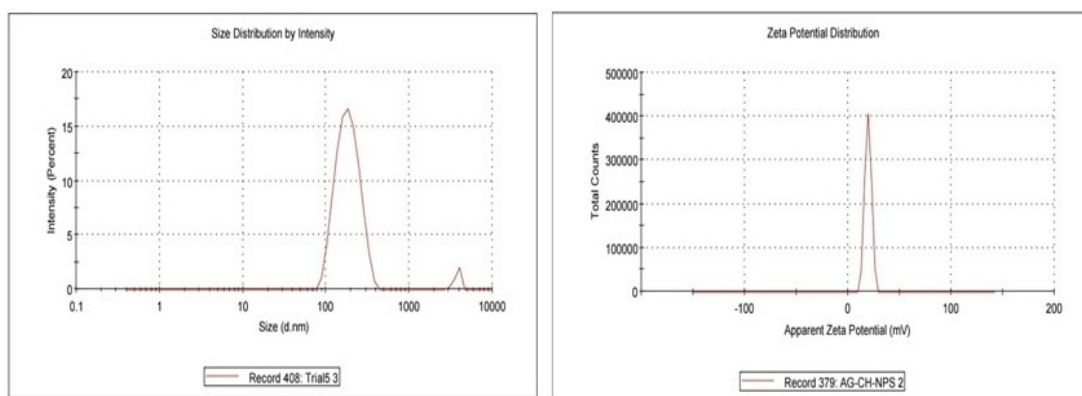 Size Distribution by Intensity
20
15
10
5
0
Intensity (Percent)
0.1 1 10 100 1000 10000
Size (d.nm)
Record 408: Trial5 3
Zeta Potential Distribution
500000
400000
300000
200000
100000
0
Total Counts
-100 0 100 200
Apparent Zeta Potential (mV)
Record 379: AG-CH-NPS 2